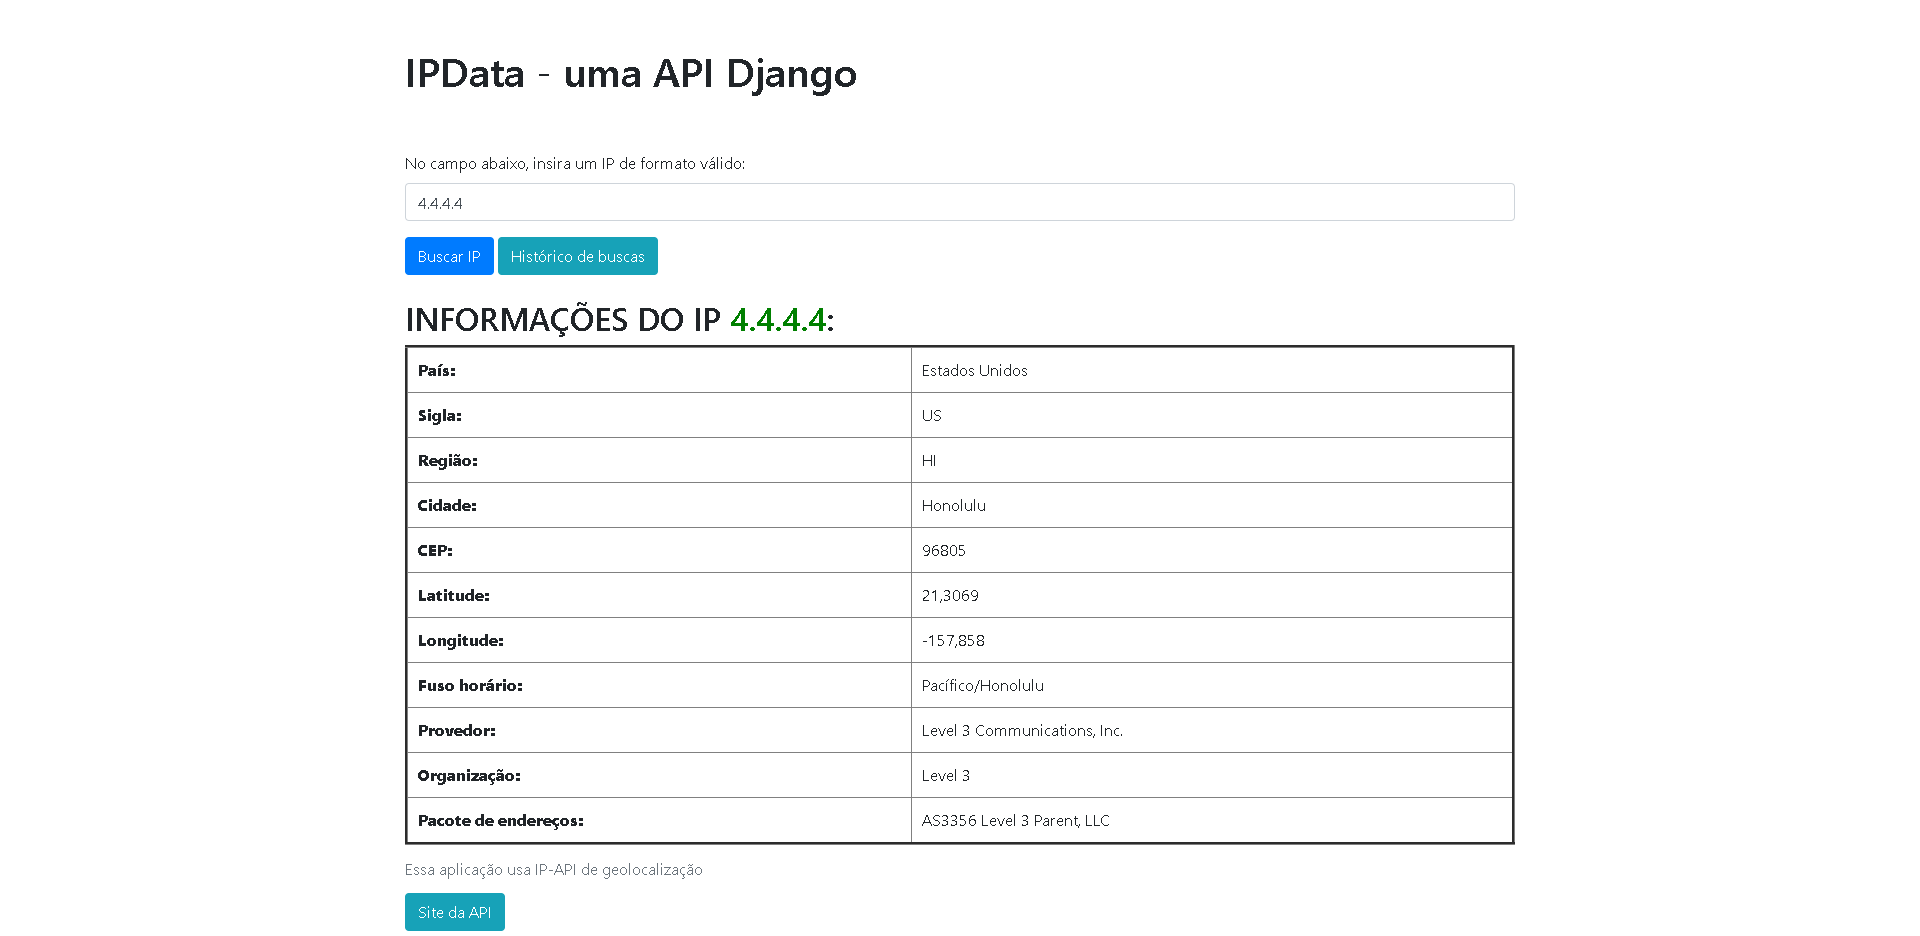 IPData - uma API Django
No campo abaixo, insira um IP de formato válido:
4.4.4.4
Buscar IP Histórico de buscas
INFORMAÇÕES DO IP 4.4.4.4:
País: Estados Unidos
Sigla: US
Região: HI
Cidade: Honolulu
CEP: 96805
Latitude: 21,3069
Longitude: -157,858
Fuso horário: Pacífico/Honolulu
Provedor: Level 3 Communications, Inc.
Organização: Level 3
Pacote de endereços: AS3356 Level 3 Parent, LLC
Essa aplicação usa IP-API de geolocalização
Site da API